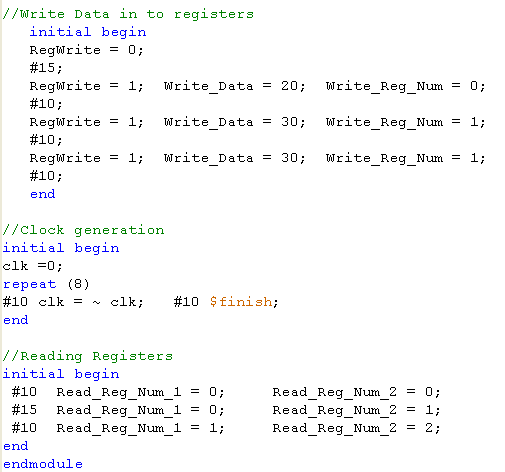 //Write Data in to registers
initial begin
RegWrite = 0;
#15;
RegWrite = 1;  Write_Data = 20;  Write_Reg_Num = 0;
#10;
RegWrite = 1;  Write_Data = 30;  Write_Reg_Num = 1;
#10;
RegWrite = 1;  Write_Data = 30;  Write_Reg_Num = 1;
#10;
end
//Clock generation
initial begin
clk =0;
repeat (8)
#10 clk = ~ clk;   #10 $finish;
end
//Reading Registers
initial begin
#10  Read_Reg_Num_1 = 0;     Read_Reg_Num_2 = 0;
#15  Read_Reg_Num_1 = 0;     Read_Reg_Num_2 = 1;
#10  Read_Reg_Num_1 = 1;     Read_Reg_Num_2 = 2;
end
endmodule